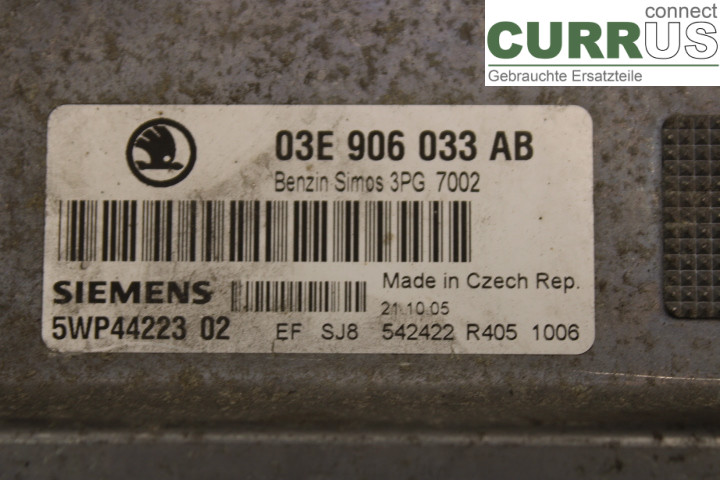 connect
CURRUS
Gebrauchte Ersatzteile
03E 906 033 AB
Benzin Simos 3PG 7002
SIEMENS
Made in Czech Rep.
21.10.05
5WP44223 02
EF SJ8 542422 R405 1006